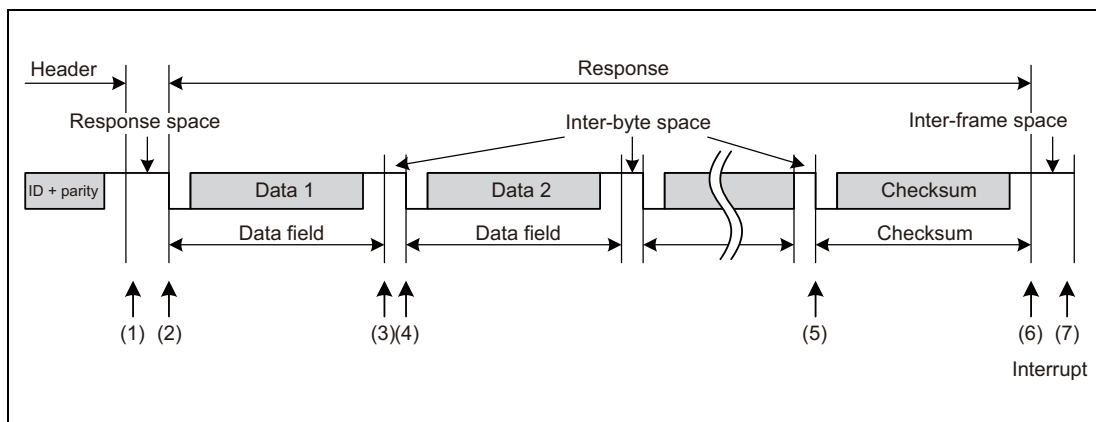 Header
Response
Response space
Inter-byte space
Inter-frame space
ID + parity
Data 1
Data 2
Checksum
Data field
Data field
Checksum
(1)
(2)
(3)
(4)
(5)
(6)
(7)
Interrupt